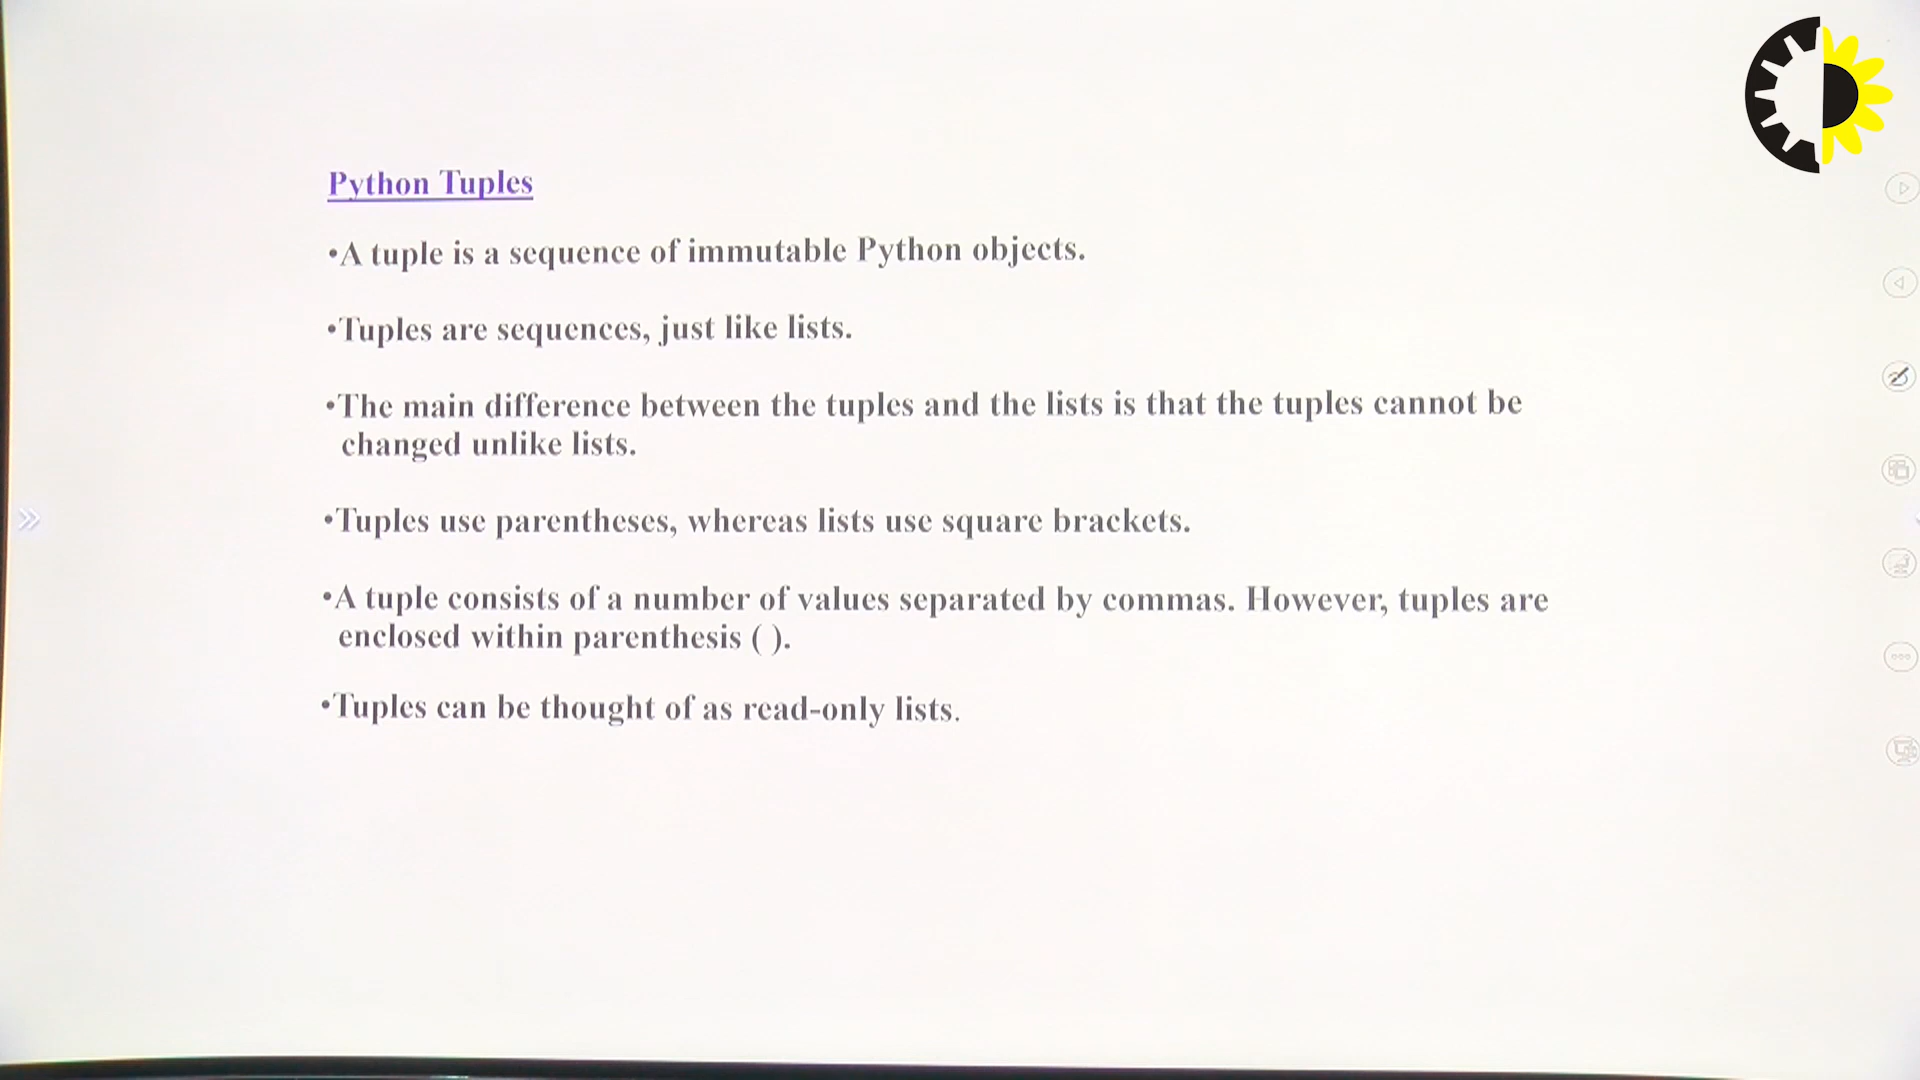 Python Tuples
•A tuple is a sequence of immutable Python objects.
•Tuples are sequences, just like lists.
•The main difference between the tuples and the lists is that the tuples cannot be
changed unlike lists.
•Tuples use parentheses, whereas lists use square brackets.
•A tuple consists of a number of values separated by commas. However, tuples are
enclosed within parenthesis ( ).
•Tuples can be thought of as read-only lists.